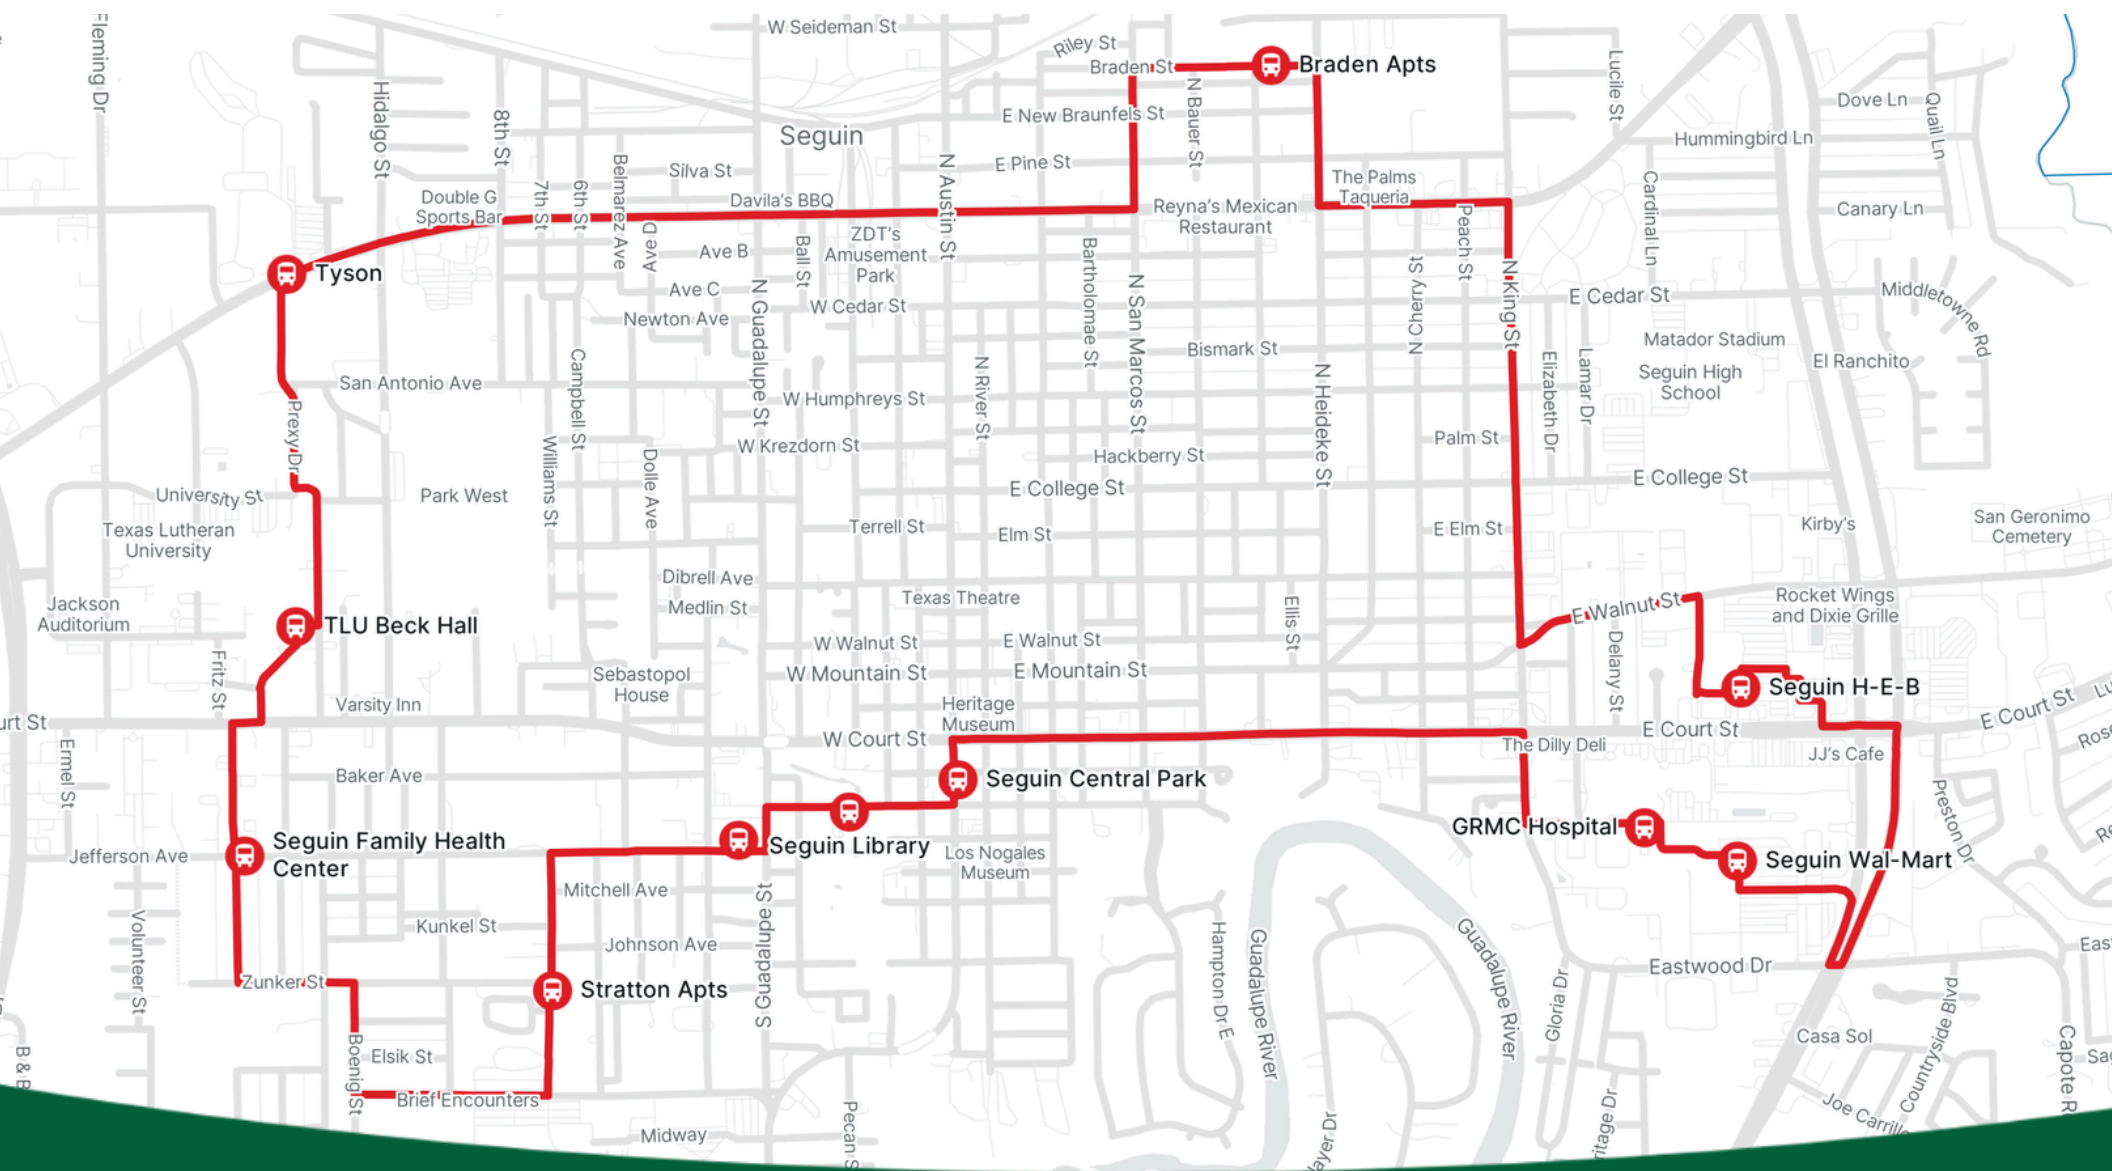 W Seideman St
Fleming Dr
Riley St
Braden St
Braden Apts
Lucile St
Hidalgo St
8th St
N Bauer St
Dove Ln
Quail Ln
E New Braunfels St
Seguin
Hummingbird Ln
Silva St
E Pine St
The Palms
Taqueria
Belmarez Ave
N Austin St
Cardinal Ln
Double G
Sports Bar
7th St
6th St
Davila's BBQ
Reyna's Mexican
Restaurant
Canary Ln
Ave D
Ave B
Ball St
ZDT's
Amusement
Park
Bartholomae St
Peach St
Tyson
Ave C
N Guadalupe St
W Cedar St
N San Marcos St
N Cherry St
N King St
E Cedar St
Middletowne Rd
Newton Ave
Matador Stadium
Bismark St
El Ranchito
Seguin High
School
San Antonio Ave
Campbell St
N River St
N Heideke St
Elizabeth Dr
Lamar Dr
Prexy Dr
W Humphreys St
W Krezdorn St
Palm St
Williams St
Dolle Ave
Hackberry St
E College St
E College St
University St
Park West
Texas Lutheran
University
Terrell St
Elm St
E Elm St
Kirby's
San Geronimo
Cemetery
Dibrell Ave
Medlin St
Texas Theatre
Ellis St
E Walnut St
Rocket Wings
and Dixie Grille
Jackson
Auditorium
TLU Beck Hall
W Walnut St
E Walnut St
Delany St
Fritz St
Sebastopol
House
W Mountain St
E Mountain St
Seguin H-E-B
Varsity Inn
Heritage
Museum
urt St
W Court St
The Dilly Deli
E Court St
E Court St
Lu
Rose
JJ's Cafe
Ermel St
Baker Ave
Seguin Central Park
Preston Dr
Re
GRMC Hospital
Seguin Family Health
Center
Jefferson Ave
Seguin Library
Los Nogales
Museum
Seguin Wal-Mart
Mitchell Ave
S Guadalupe St
Volunteer St
Kunkel St
Johnson Ave
Hampton Dr E
Guadalupe River
Guadalupe River
East
Zunker St
Stratton Apts
Eastwood Dr
Gloria Dr
Countryside Blvd
Boenig St
Elsik St
Casa Sol
Capote R
Sa
B & B
Brief Encounters
Joe Carrillo
Midway
Pecan S
ayer Dr
ritage Dr